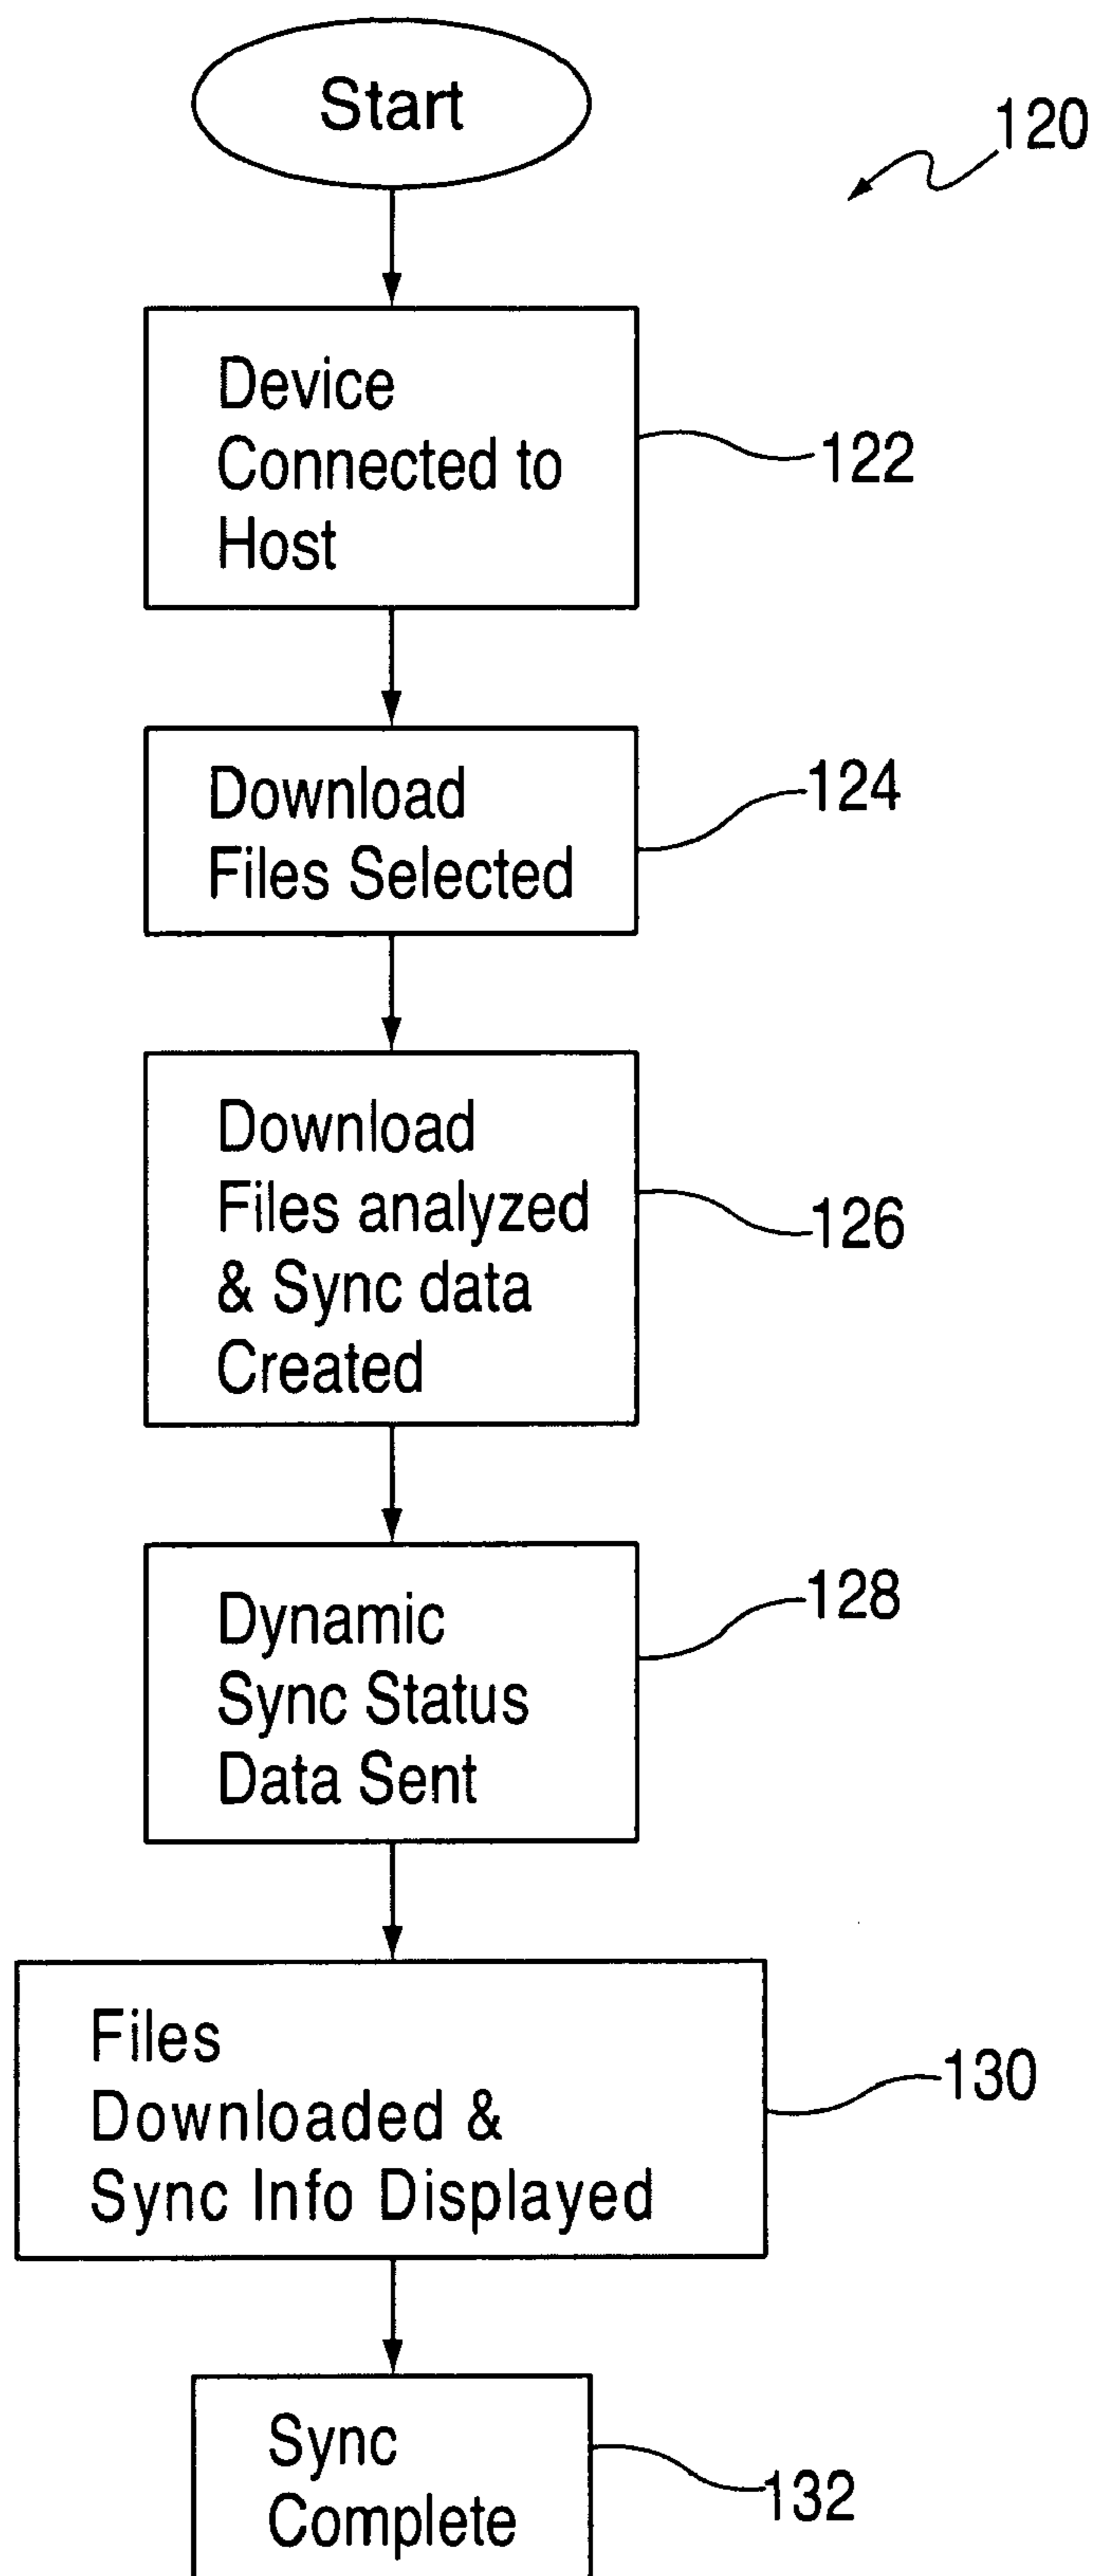 Start
120
Device
Connected to
Host
122
Download
Files Selected
124
Download
Files analyzed
& Sync data
Created
126
Dynamic
Sync Status
Data Sent
128
Files
Downloaded &
Sync Info Displayed
130
Sync
Complete
132